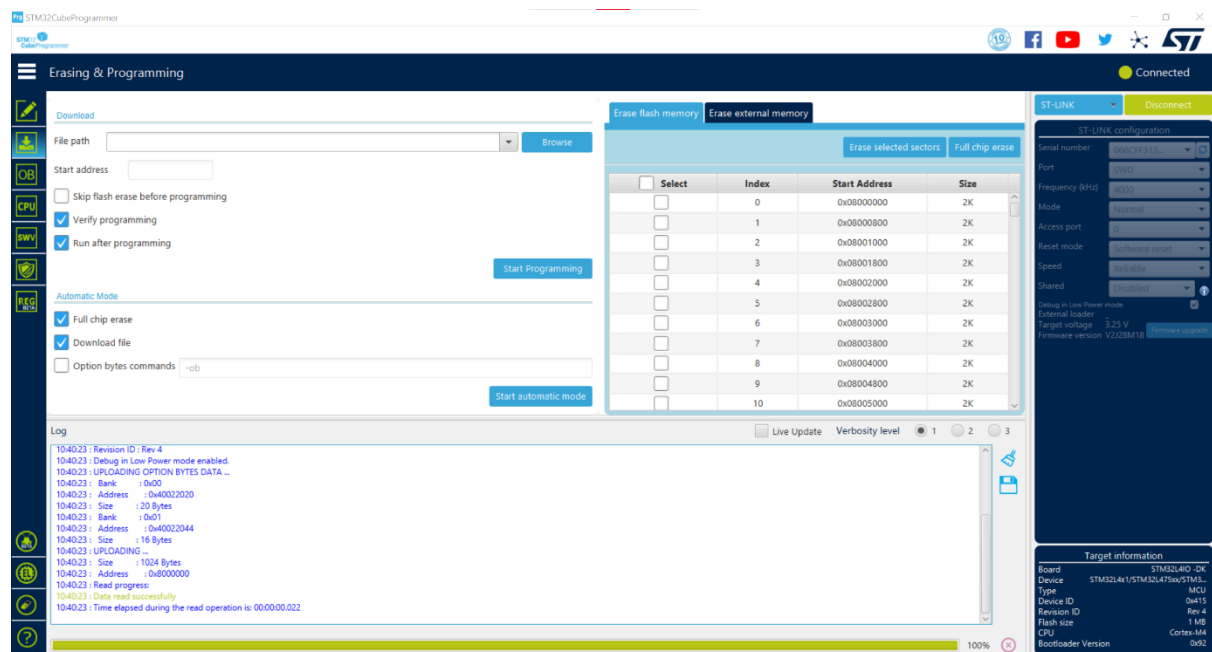 Prg STM32CubeProgrammer
STM32 CubeProgrammer
Erasing & Programming
Connected
Download
File path
Browse
Start address
Skip flash erase before programming
Verify programming
Run after programming
Start Programming
Automatic Mode
Full chip erase
Download file
Option bytes commands -ob
Start automatic mode
OB
CPU
SWV
REG
BETA
Erase flash memory Erase external memory
Erase selected sectors Full chip erase
Select Index Start Address Size
0 0x08000000 2K
1 0x08000800 2K
2 0x08001000 2K
3 0x08001800 2K
4 0x08002000 2K
5 0x08002800 2K
6 0x08003000 2K
7 0x08003800 2K
8 0x08004000 2K
9 0x08004800 2K
10 0x08005000 2K
Log
Live Update Verbosity level 1 2 3
10:40:23 : Revision ID : Rev 4
10:40:23 : Debug in Low Power mode enabled.
10:40:23 : UPLOADING OPTION BYTES DATA ...
10:40:23 : Bank : 0x00
10:40:23 : Address : 0x40022020
10:40:23 : Size : 20 Bytes
10:40:23 : Bank : 0x01
10:40:23 : Address : 0x40022044
10:40:23 : Size : 16 Bytes
10:40:23 : UPLOADING ...
10:40:23 : Size : 1024 Bytes
10:40:23 : Address : 0x8000000
10:40:23 : Read progress:
10:40:23 : Data read successfully
10:40:23 : Time elapsed during the read operation is: 00:00:00.022
100%
ST-LINK Disconnect
ST-LINK configuration
Serial number 066CFF313...
Port SWD
Frequency (kHz) 4000
Mode Normal
Access port 0
Reset mode Software reset
Speed Reliable
Shared Disabled
Debug in Low Power mode
External loader _
Target voltage 3.25 V
Firmware version V2J28M18 Firmware upgrade
Target information
Board STM32L4IO -DK
Device STM32L4x1/STM32L475xx/STM3...
Type MCU
Device ID 0x415
Revision ID Rev 4
Flash size 1 MB
CPU Cortex-M4
Bootloader Version 0x92